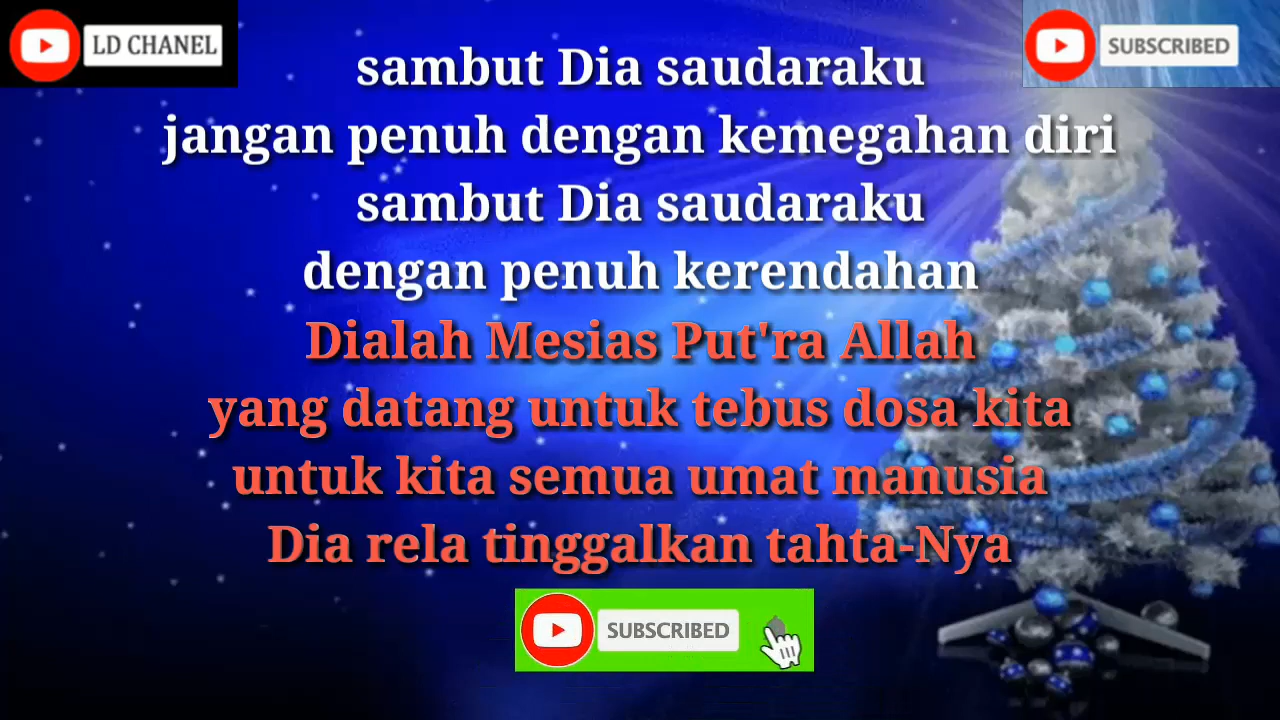 LD CHANEL
SUBSCRIBED
sambut Dia saudaraku
jangan penuh dengan kemegahan diri
sambut Dia saudaraku
dengan penuh kerendahan
Dialah Mesias Put'ra Allah
yang datang untuk tebus dosa kita
untuk kita semua umat manusia
Dia rela tinggalkan tahta-Nya
SUBSCRIBED